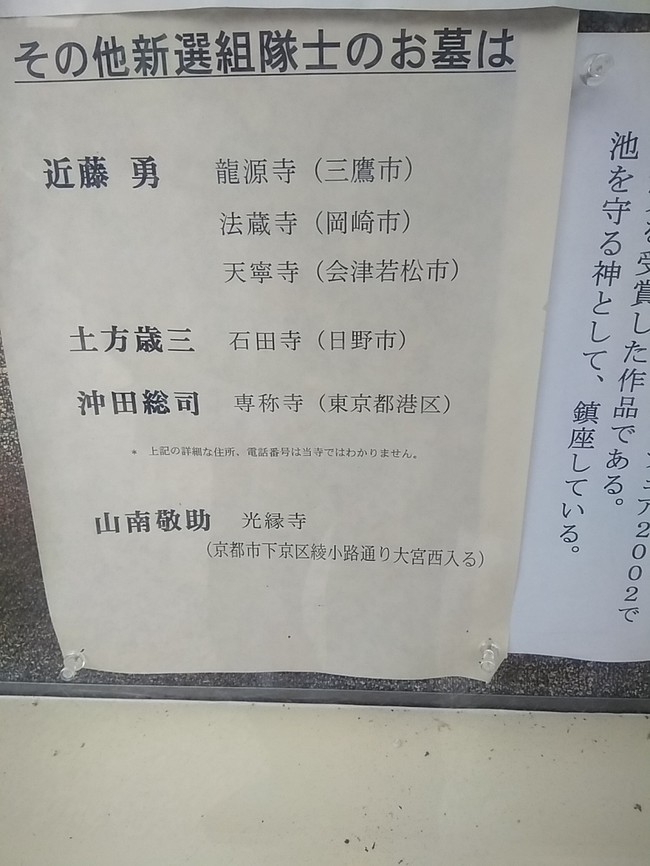 その他新選組隊士のお墓は
近藤 勇 龍源寺（三鷹市）
法蔵寺（岡崎市）
天寧寺（会津若松市）
土方歳三 石田寺（日野市）
沖田総司 専称寺（東京都港区）
* 上記の詳細な住所、電話番号は当寺ではわかりません。
山南敬助 光縁寺
（京都市下京区綾小路通り大宮西入る）
2002で
受賞した作品である。
池を守る神として、鎮座している。